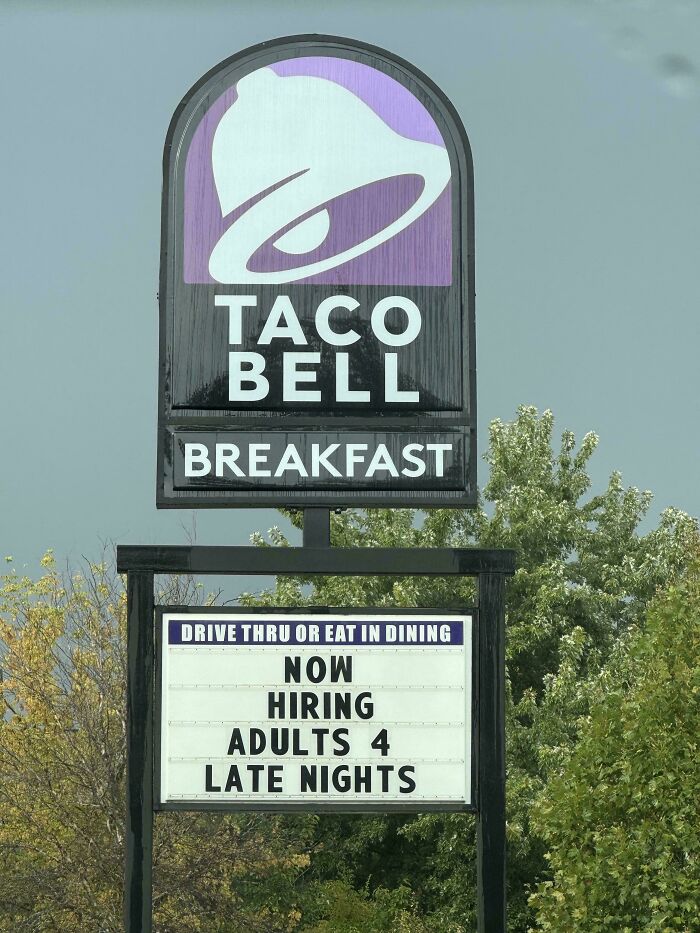 TACO
BELL
BREAKFAST
DRIVE THRU OR EAT IN DINING
NOW
HIRING
ADULTS 4
LATE NIGHTS